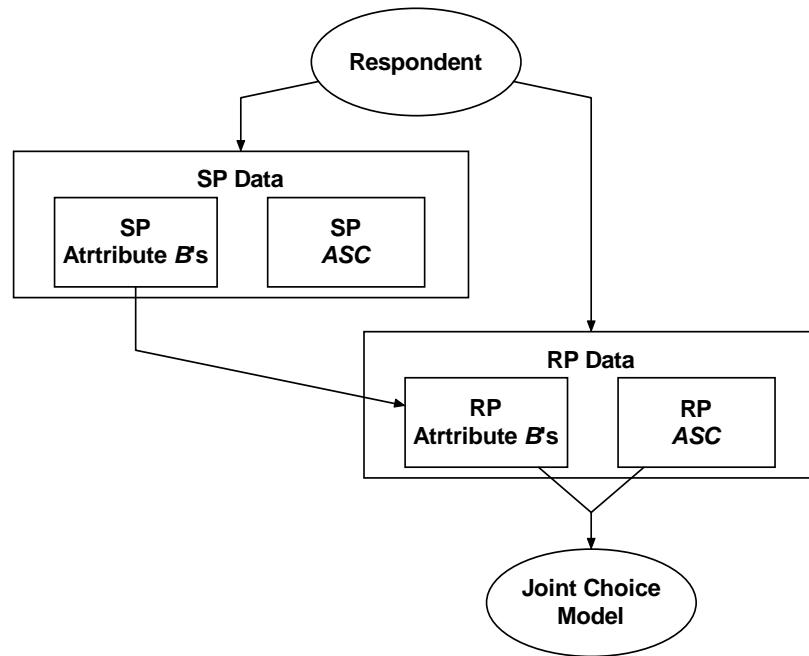 Respondent
SP Data
SP
Atrtribute B's
SP
ASC
RP Data
RP
Atrtribute B's
RP
ASC
Joint Choice
Model